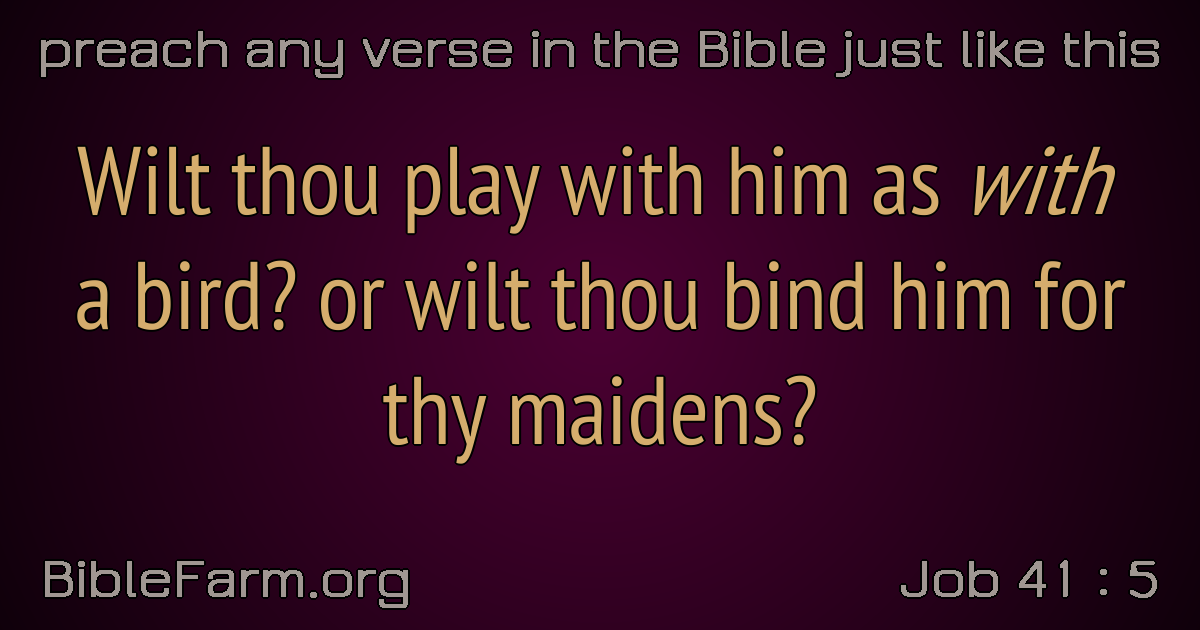 preach any verse in the Bible just like this
Wilt thou play with him as with
a bird? or wilt thou bind him for
thy maidens?
BibleFarm.org
Job 41 : 5